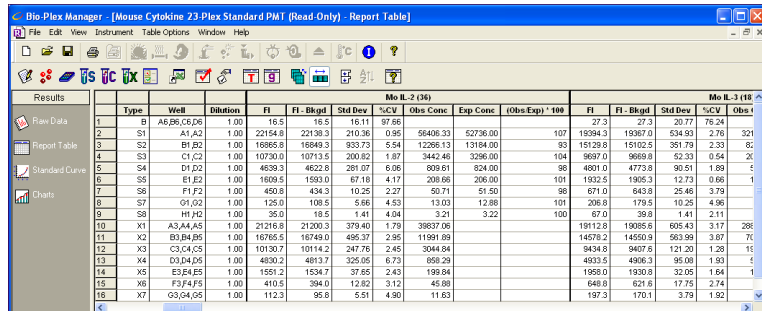 Bio-Plex Manager - [Mouse Cytokine 23-Plex Standard PMT (Read-Only) - Report Table]
File Edit View Instrument Table Options Window Help
Results
Raw Data
Report Table
Standard Curve
Charts
Mo IL-2 (36) Mo IL-3 (18)
Type Well Dilution FI FI - Bkgd Std Dev %CV Obs Conc Exp Conc (Obs/Exp) * 100 FI FI - Bkgd Std Dev %CV Obs
1 B A6,B6,C6,D6 1.00 16.5 16.5 16.11 97.66 27.3 27.3 20.77 76.24
2 S1 A1,A2 1.00 22154.8 22138.3 210.36 0.95 56406.33 52736.00 107 19394.3 19367.0 534.93 2.76 321
3 S2 B1,B2 1.00 16865.8 16849.3 933.73 5.54 12266.13 13184.00 93 15129.8 15102.5 351.79 2.33 82
4 S3 C1,C2 1.00 10730.0 10713.5 200.82 1.87 3442.46 3296.00 104 9697.0 9669.8 52.33 0.54 20
5 S4 D1,D2 1.00 4639.3 4622.8 281.07 6.06 809.61 824.00 98 4801.0 4773.8 90.51 1.89 5
6 S5 E1,E2 1.00 1609.5 1593.0 67.18 4.17 208.66 206.00 101 1932.5 1905.3 12.73 0.66 1
7 S6 F1,F2 1.00 450.8 434.3 10.25 2.27 50.71 51.50 98 671.0 643.8 25.46 3.79
8 S7 G1,G2 1.00 125.0 108.5 5.66 4.53 13.03 12.88 101 206.8 179.5 10.25 4.96
9 S8 H1,H2 1.00 35.0 18.5 1.41 4.04 3.21 3.22 100 67.0 39.8 1.41 2.11
10 X1 A3,A4,A5 1.00 21216.8 21200.3 379.40 1.79 39837.06 19112.8 19085.6 605.43 3.17 288
11 X2 B3,B4,B5 1.00 16765.5 16749.0 495.37 2.95 11991.89 14578.2 14550.9 563.99 3.87 70
12 X3 C3,C4,C5 1.00 10130.7 10114.2 247.76 2.45 3044.84 9434.8 9407.6 121.20 1.28 19
13 X4 D3,D4,D5 1.00 4830.2 4813.7 325.05 6.73 858.29 4933.5 4906.3 95.08 1.93 5
14 X5 E3,E4,E5 1.00 1551.2 1534.7 37.65 2.43 199.84 1958.0 1930.8 32.05 1.64 1
15 X6 F3,F4,F5 1.00 410.5 394.0 12.82 3.12 45.88 648.8 621.6 17.75 2.74
16 X7 G3,G4,G5 1.00 112.3 95.8 5.51 4.90 11.63 197.3 170.1 3.79 1.92